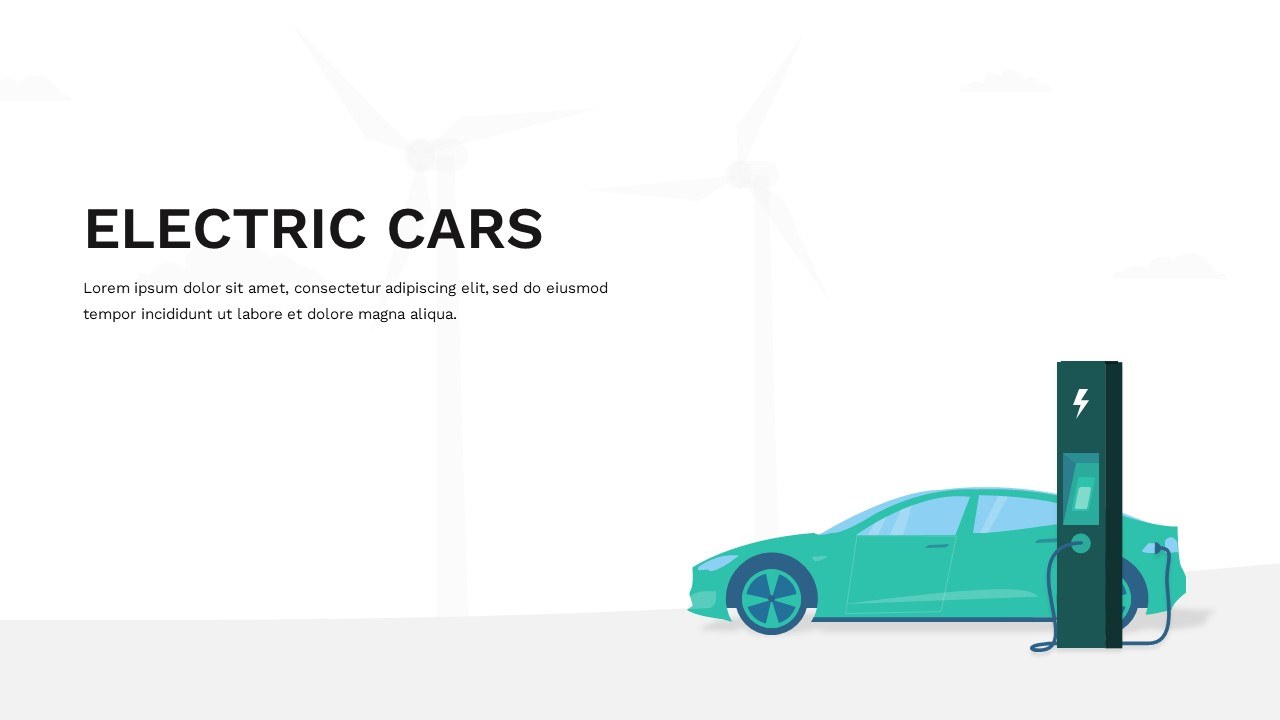 ELECTRIC CARS
Lorem ipsum dolor sit amet, consectetur adipiscing elit, sed do eiusmod
tempor incididunt ut labore et dolore magna aliqua.